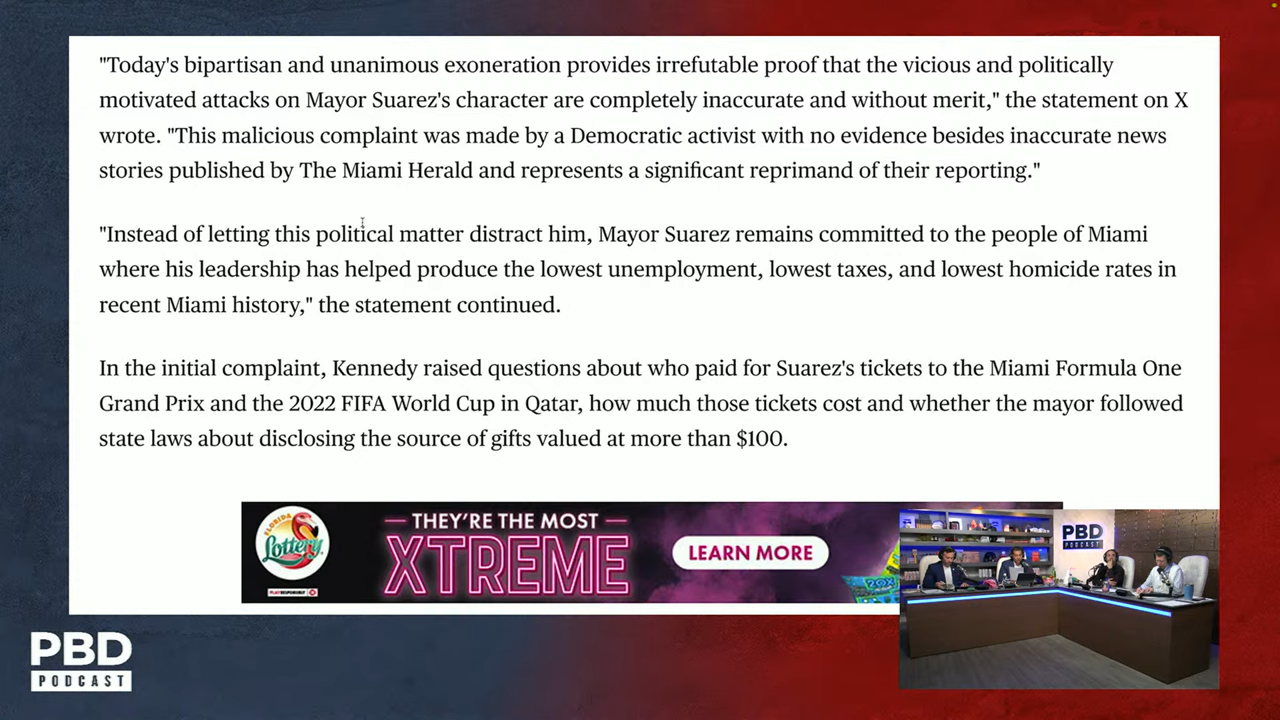 "Today's bipartisan and unanimous exoneration provides irrefutable proof that the vicious and politically
motivated attacks on Mayor Suarez's character are completely inaccurate and without merit," the statement on X
wrote. "This malicious complaint was made by a Democratic activist with no evidence besides inaccurate news
stories published by The Miami Herald and represents a significant reprimand of their reporting."
"Instead of letting this political matter distract him, Mayor Suarez remains committed to the people of Miami
where his leadership has helped produce the lowest unemployment, lowest taxes, and lowest homicide rates in
recent Miami history," the statement continued.
In the initial complaint, Kennedy raised questions about who paid for Suarez's tickets to the Miami Formula One
Grand Prix and the 2022 FIFA World Cup in Qatar, how much those tickets cost and whether the mayor followed
state laws about disclosing the source of gifts valued at more than $100.
FLORIDA
Lottery
PLAY RESPONSIBLY
THEY'RE THE MOST
XTREME
LEARN MORE
20X
PBD
PODCAST
PBD
PODCAST